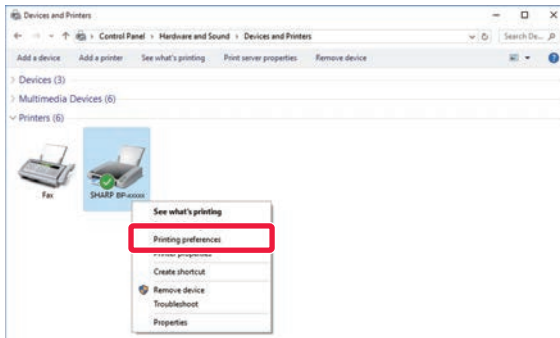 Devices and Printers
Control Panel > Hardware and Sound > Devices and Printers
Search De...
Add a device Add a printer See what's printing Print server properties Remove device
Devices (3)
Multimedia Devices (6)
Printers (6)
Fax
SHARP BP-xxxxx
See what's printing
Printing preferences
Printer properties
Create shortcut
Remove device
Troubleshoot
Properties